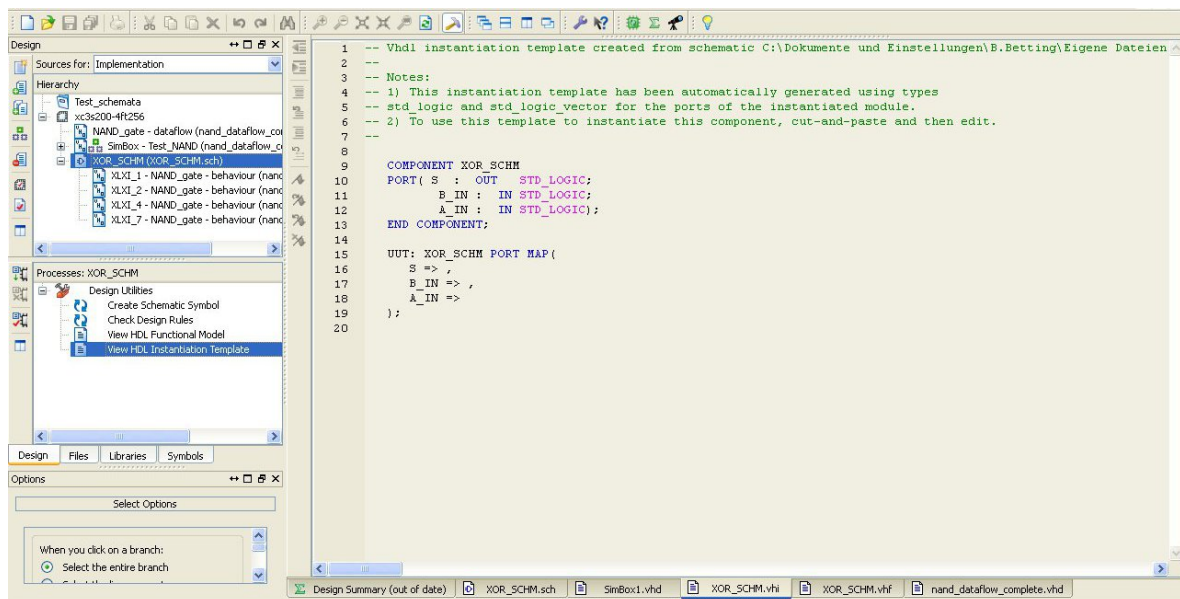 Design
Sources for: Implementation
Hierarchy
Test_schemata
xc3s200-4ft256
NAND_gate - dataflow (nand_dataflow_co
SimBox - Test_NAND (nand_dataflow_c
XOR_SCHM (XOR_SCHM.sch)
XLXI_1 - NAND_gate - behaviour (nanc
XLXI_2 - NAND_gate - behaviour (nanc
XLXI_4 - NAND_gate - behaviour (nanc
XLXI_7 - NAND_gate - behaviour (nanc
Processes: XOR_SCHM
Design Utilities
Create Schematic Symbol
Check Design Rules
View HDL Functional Model
View HDL Instantiation Template
Design Files Libraries Symbols
Options
Select Options
When you click on a branch:
Select the entire branch
1 -- Vhdl instantiation template created from schematic C:\Dokumente und Einstellungen\B.Betting\Eigene Dateien
2 --
3 -- Notes:
4 -- 1) This instantiation template has been automatically generated using types
5 -- std_logic and std_logic_vector for the ports of the instantiated module.
6 -- 2) To use this template to instantiate this component, cut-and-paste and then edit.
7 --
8
9 COMPONENT XOR_SCHM
10 PORT( S : OUT STD_LOGIC;
11 B_IN : IN STD_LOGIC;
12 A_IN : IN STD_LOGIC);
13 END COMPONENT;
14
15 UUT: XOR_SCHM PORT MAP(
16 S => ,
17 B_IN => ,
18 A_IN =>
19 );
20
Design Summary (out of date) XOR_SCHM.sch SimBox1.vhd XOR_SCHM.vhi XOR_SCHM.vhf nand_dataflow_complete.vhd